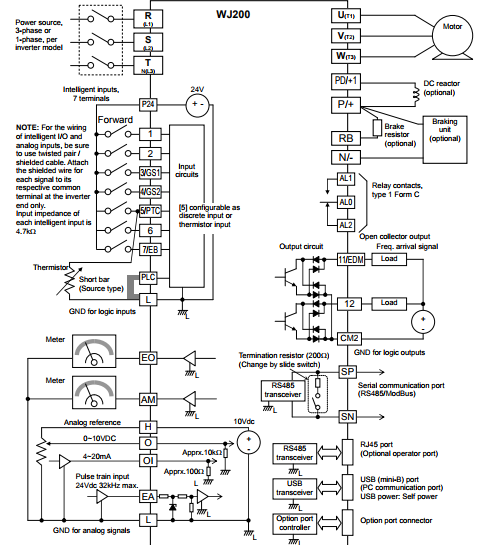 WJ200
Power source,
3-phase or
1-phase, per
inverter model
R
(L1)
S
(L2)
T
N(L3)
U(T1)
V(T2)
W(T3)
Motor
PD/+1
P/+
RB
N/-
DC reactor
(optional)
Brake
resistor
(optional)
Braking
unit
(optional)
Intelligent inputs,
7 terminals
P24
24V
+ -
Forward
1
2
3/GS1
4/GS2
5/PTC
6
7/EB
PLC
L
Input
circuits
[5] configurable as
discrete input or
thermistor input
NOTE: For the wiring
of intelligent I/O and
analog inputs, be sure
to use twisted pair /
shielded cable. Attach
the shielded wire for
each signal to its
respective common
terminal at the inverter
end only.
Input impedance of
each intelligent input is
4.7kΩ
Thermistor
Short bar
(Source type)
GND for logic inputs
L
AL1
AL0
AL2
Relay contacts,
type 1 Form C
Open collector output
Output circuit
Freq. arrival signal
11/EDM
Load
12
Load
CM2
+
-
GND for logic outputs
L
Meter
EO
L
Meter
AM
L
Termination resistor (200Ω)
(Change by slide switch)
RS485
transceiver
L
SP
SN
Serial communication port
(RS485/ModBus)
Analog reference
0~10VDC
4~20mA
H
O
OI
EA
L
10Vdc
+
-
Apprx.10kΩ
Apprx.100Ω
L
Pulse train input
24Vdc 32kHz max.
L
L
GND for analog signals
RS485
transceiver
L
RJ45 port
(Optional operator port)
USB
transceiver
L
USB (mini-B) port
(PC communication port)
USB power: Self power
Option port
controller
L
Option port connector